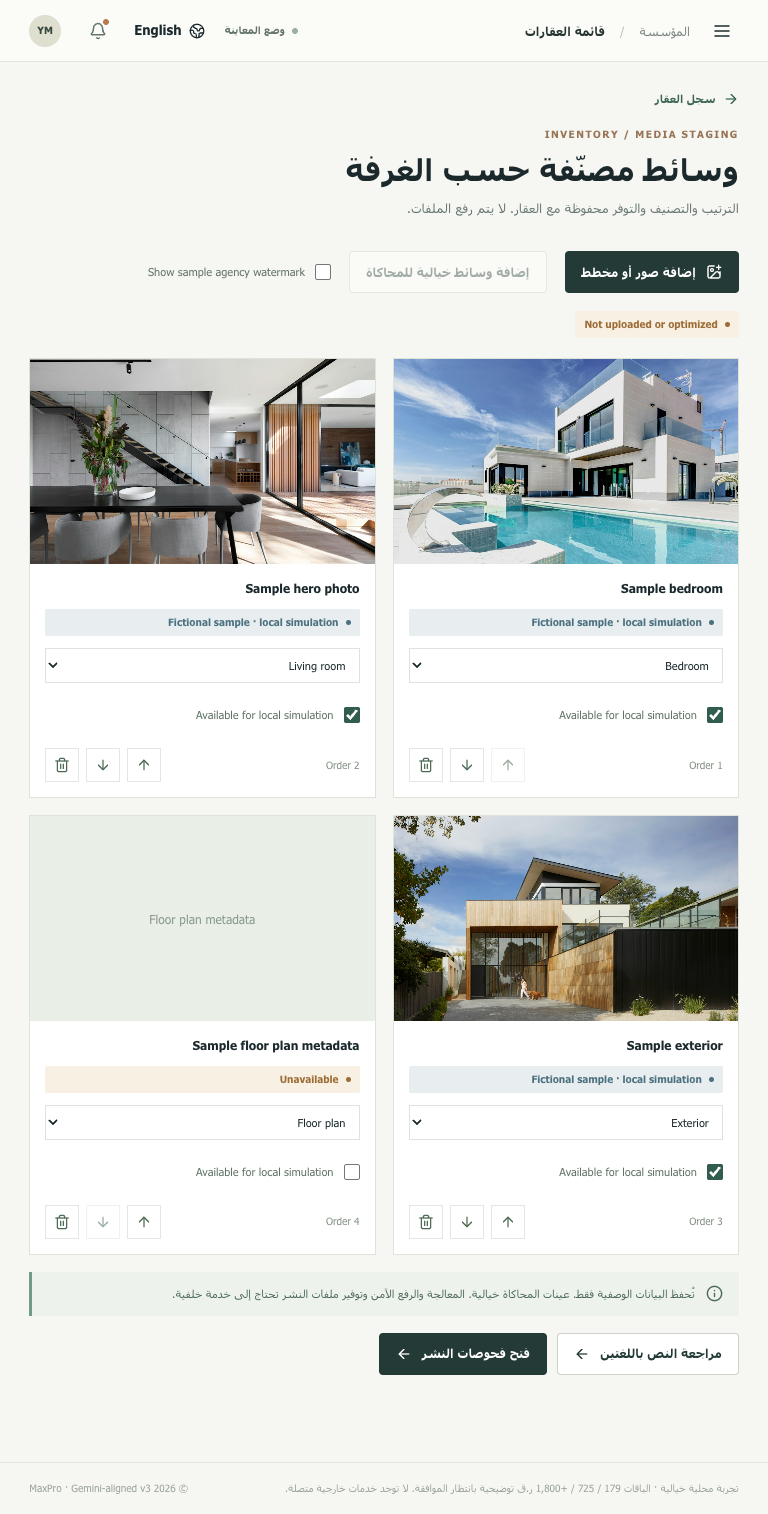 المؤسسة / قائمة العقارات
وضع المعاينة
English
YM
سجل العقار
INVENTORY / MEDIA STAGING
وسائط مصنّفة حسب الغرفة
الترتيب والتصنيف والتوفر محفوظة مع العقار. لا يتم رفع الملفات.
إضافة صور أو مخطط
إضافة وسائط خيالية للمحاكاة
Show sample agency watermark
Not uploaded or optimized
Sample bedroom
Fictional sample · local simulation
Bedroom
Available for local simulation
Order 1
Sample hero photo
Fictional sample · local simulation
Living room
Available for local simulation
Order 2
Sample exterior
Fictional sample · local simulation
Exterior
Available for local simulation
Order 3
Floor plan metadata
Sample floor plan metadata
Unavailable
Floor plan
Available for local simulation
Order 4
تُحفظ البيانات الوصفية فقط. عينات المحاكاة خيالية. المعالجة والرفع الآمن وتوفير ملفات النشر تحتاج إلى خدمة خلفية.
مراجعة النص باللغتين
فتح فحوصات النشر
تجربة محلية خيالية · الباقات 179 / 725 / +1,800 ر.ق توضيحية بانتظار الموافقة. لا توجد خدمات خارجية متصلة.
MaxPro · Gemini-aligned v3 2026 ©